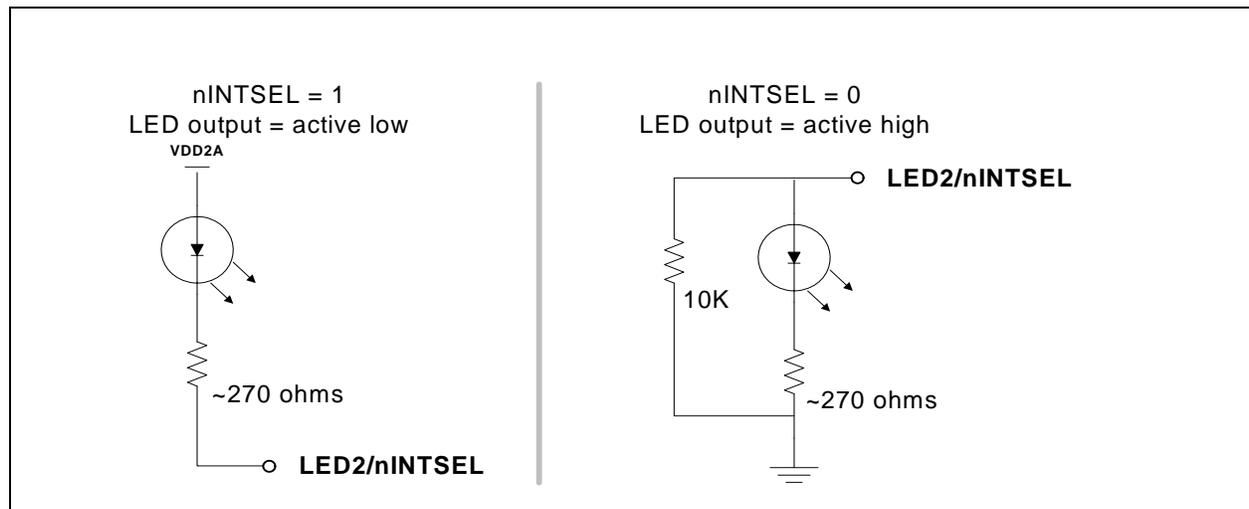 nINTSEL = 1
LED output = active low
VDD2A
~270 ohms
LED2/nINTSEL
nINTSEL = 0
LED output = active high
LED2/nINTSEL
10K
~270 ohms